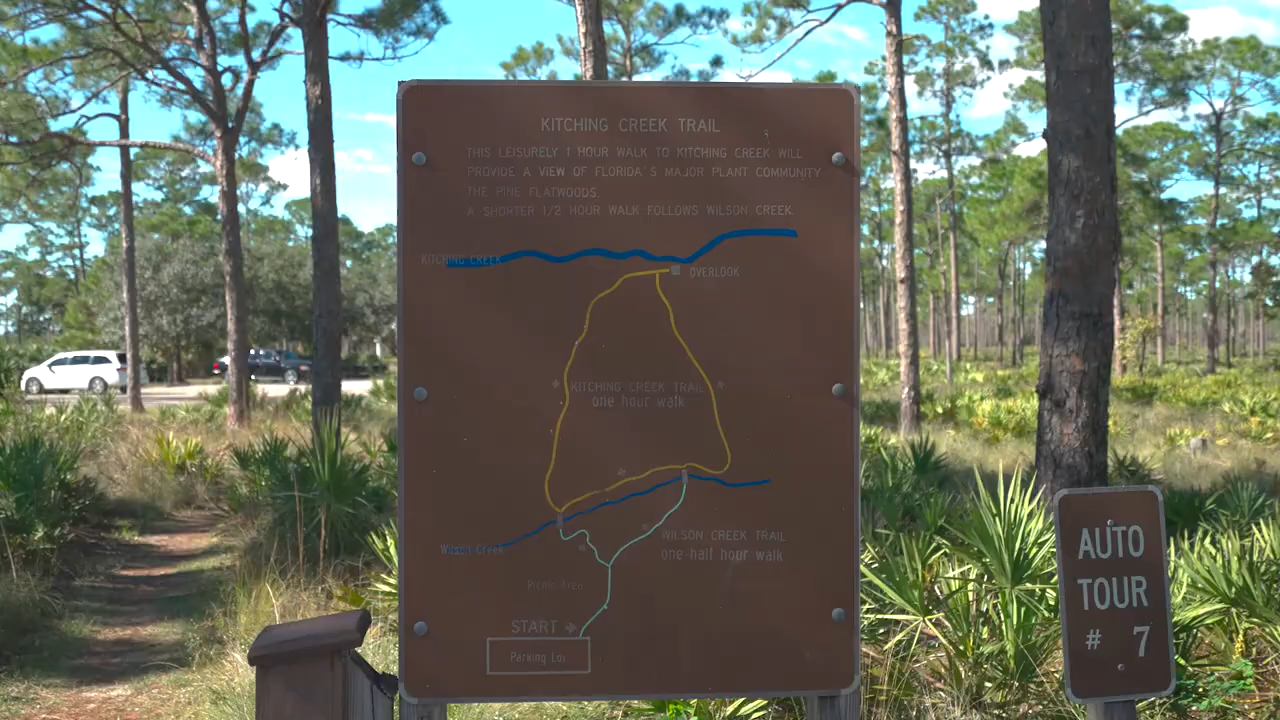 KITCHING CREEK TRAIL
THIS LEISURELY 1 HOUR WALK TO KITCHING CREEK WILL
PROVIDE A VIEW OF FLORIDA'S MAJOR PLANT COMMUNITY
THE PINE FLATWOODS.
A SHORTER 1/2 HOUR WALK FOLLOWS WILSON CREEK.
KITCHING CREEK
OVERLOOK
KITCHING CREEK TRAIL
one hour walk
WILSON CREEK TRAIL
one-half hour walk
Wilson Creek
Picnic Area
START
Parking Lot
AUTO
TOUR
# 7